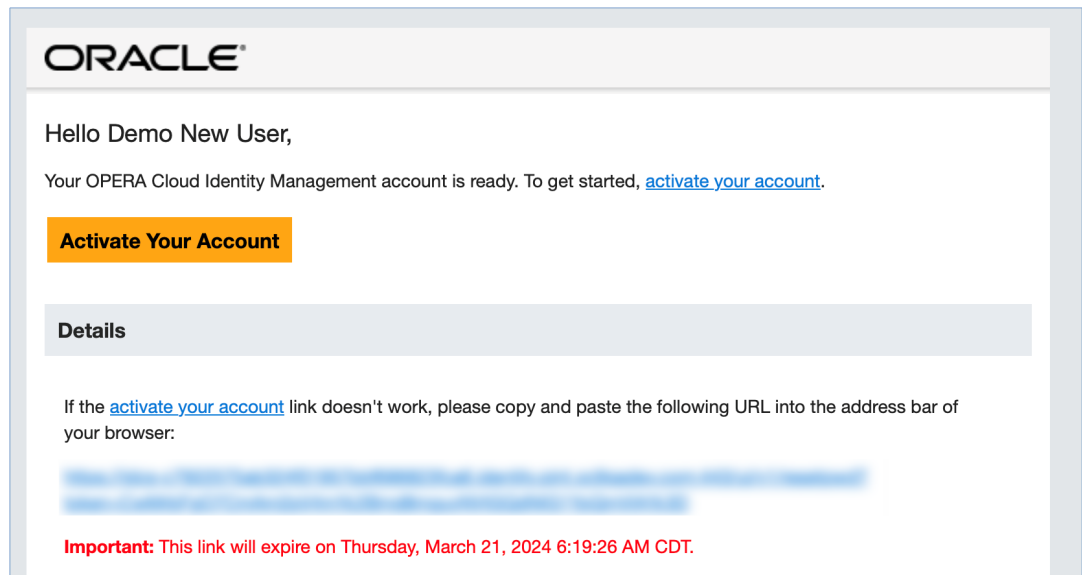 ORACLE®
Hello Demo New User,
Your OPERA Cloud Identity Management account is ready. To get started, activate your account.
Activate Your Account
Details
If the activate your account link doesn't work, please copy and paste the following URL into the address bar of
your browser:
Important: This link will expire on Thursday, March 21, 2024 6:19:26 AM CDT.